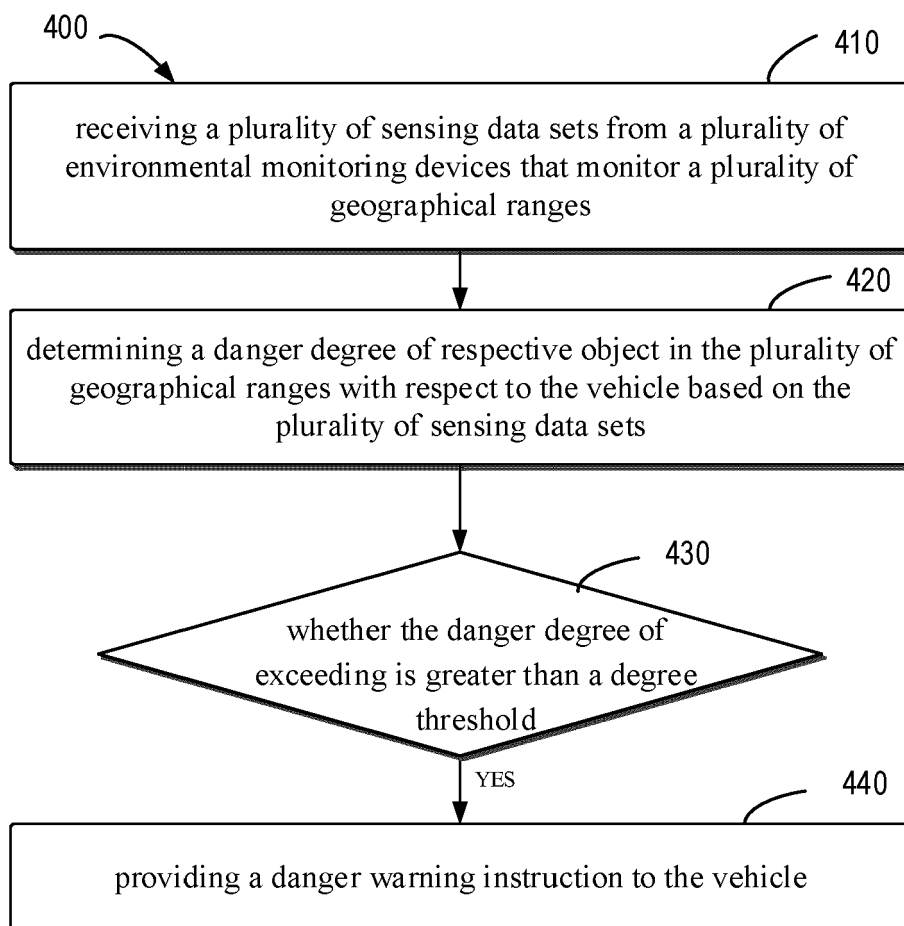 400
410
receiving a plurality of sensing data sets from a plurality of
environmental monitoring devices that monitor a plurality of
geographical ranges
420
determining a danger degree of respective object in the plurality of
geographical ranges with respect to the vehicle based on the
plurality of sensing data sets
430
whether the danger degree of
exceeding is greater than a degree
threshold
YES
440
providing a danger warning instruction to the vehicle